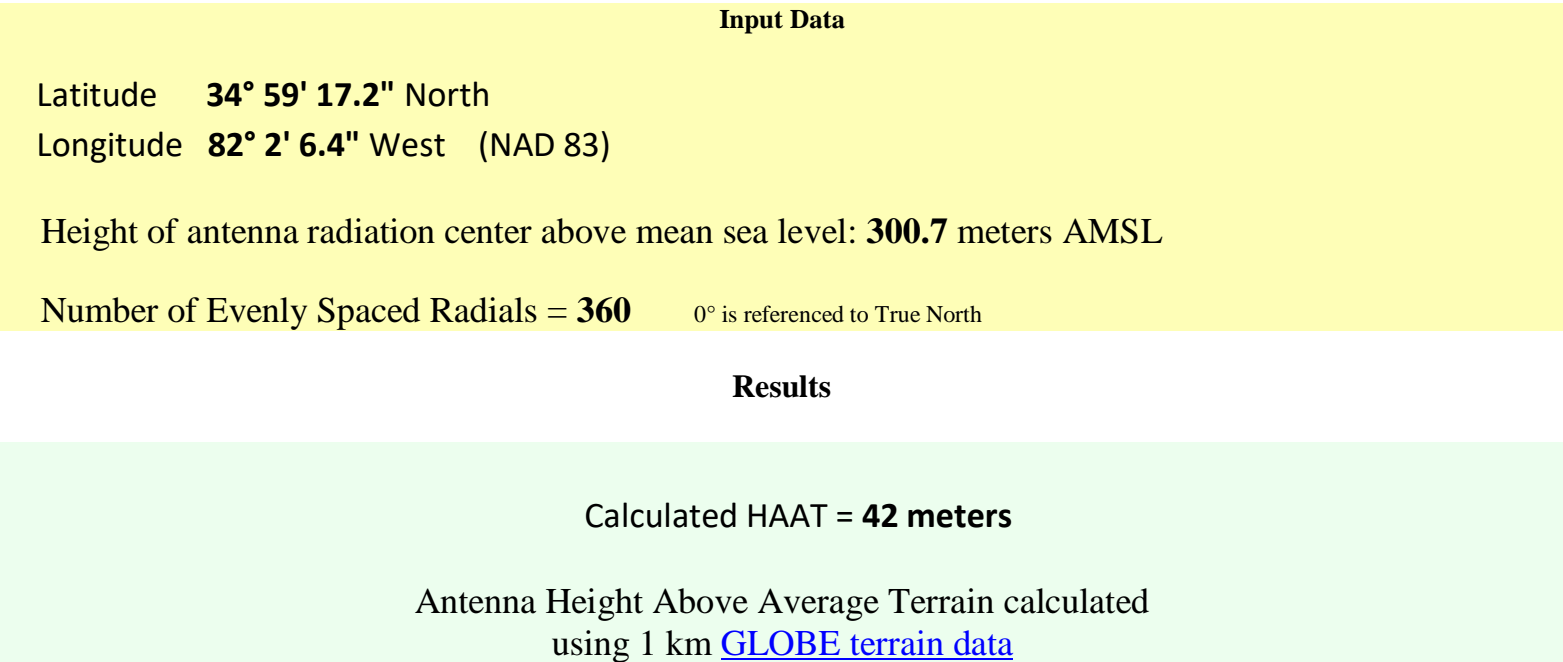 Input Data
Latitude 34° 59' 17.2" North
Longitude 82° 2' 6.4" West (NAD 83)
Height of antenna radiation center above mean sea level: 300.7 meters AMSL
Number of Evenly Spaced Radials = 360 0° is referenced to True North
Results
Calculated HAAT = 42 meters
Antenna Height Above Average Terrain calculated
using 1 km GLOBE terrain data